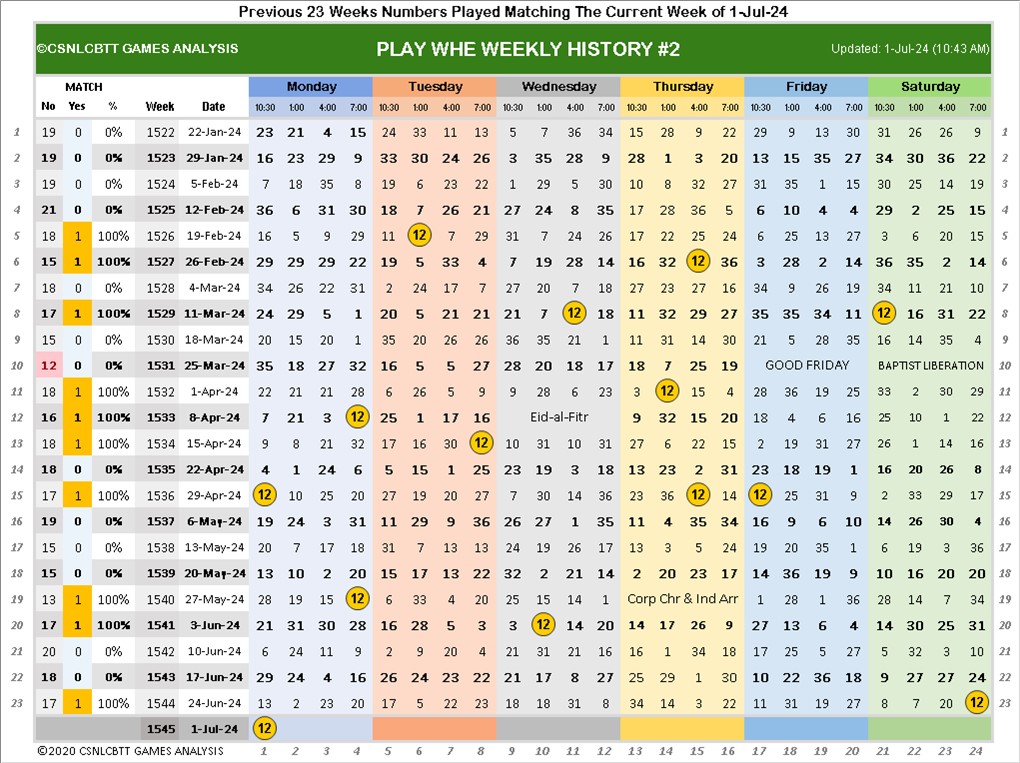 Previous 23 Weeks Numbers Played Matching The Current Week of 1-Jul-24
©CSNLCBTT GAMES ANALYSIS PLAY WHE WEEKLY HISTORY #2 Updated: 1-Jul-24 (10:43 AM)
MATCH Monday Tuesday Wednesday Thursday Friday Saturday
No Yes % Week Date 10:30 1:00 4:00 7:00 10:30 1:00 4:00 7:00 10:30 1:00 4:00 7:00 10:30 1:00 4:00 7:00 10:30 1:00 4:00 7:00 10:30 1:00 4:00 7:00
1 19 0 0% 1522 22-Jan-24 23 21 4 15 24 33 11 13 5 7 36 34 15 28 9 22 29 9 13 30 31 26 26 9 1
2 19 0 0% 1523 29-Jan-24 16 23 29 9 33 30 24 26 3 35 28 9 28 1 3 20 13 15 35 27 34 30 36 22 2
3 19 0 0% 1524 5-Feb-24 7 18 35 8 19 6 23 22 1 29 5 30 10 8 32 27 31 35 1 15 30 25 14 19 3
4 21 0 0% 1525 12-Feb-24 36 6 31 30 18 7 26 21 27 24 8 35 17 28 36 5 6 10 4 4 29 2 25 15 4
5 18 1 100% 1526 19-Feb-24 16 5 9 29 11 12 7 29 31 7 24 26 17 22 25 24 6 25 13 27 3 6 20 15 5
6 15 1 100% 1527 26-Feb-24 29 29 29 22 19 5 33 4 7 19 28 14 16 32 12 36 3 28 2 14 36 35 2 14 6
7 18 0 0% 1528 4-Mar-24 34 26 22 31 2 24 17 7 27 20 7 18 27 23 27 16 34 9 26 19 34 11 21 10 7
8 17 1 100% 1529 11-Mar-24 24 29 5 1 20 5 21 21 21 7 12 18 11 32 29 27 35 35 34 11 12 16 31 22 8
9 15 0 0% 1530 18-Mar-24 20 15 20 1 35 20 26 26 36 35 21 1 11 31 14 30 21 5 28 35 16 14 35 4 9
10 12 0 0% 1531 25-Mar-24 35 18 27 32 16 5 5 27 28 20 18 17 18 7 25 19 GOOD FRIDAY BAPTIST LIBERATION 10
11 18 1 100% 1532 1-Apr-24 22 21 21 28 6 26 5 9 9 28 6 23 3 12 15 4 28 36 19 25 33 2 30 29 11
12 16 1 100% 1533 8-Apr-24 7 21 3 12 25 1 17 16 Eid-al-Fitr 9 32 15 20 18 4 6 16 25 10 1 22 12
13 18 1 100% 1534 15-Apr-24 9 8 21 32 17 16 30 12 10 31 10 31 27 6 22 15 2 19 31 27 26 1 14 16 13
14 18 0 0% 1535 22-Apr-24 4 1 24 6 5 15 1 25 23 19 3 18 13 23 2 31 23 18 19 1 16 20 26 8 14
15 17 1 100% 1536 29-Apr-24 12 10 25 20 27 19 20 27 7 30 14 36 23 36 12 14 12 25 31 9 2 33 29 17 15
16 19 0 0% 1537 6-May-24 19 24 3 31 11 29 9 36 26 27 1 35 11 4 35 34 16 9 6 10 14 26 30 4 16
17 15 0 0% 1538 13-May-24 20 7 17 18 31 7 13 13 24 19 26 17 13 3 5 24 19 20 35 1 6 19 3 36 17
18 15 0 0% 1539 20-May-24 13 10 2 20 15 17 13 22 32 2 21 14 2 20 23 17 14 36 19 9 10 16 20 20 18
19 13 1 100% 1540 27-May-24 28 19 15 12 6 33 4 20 25 15 14 1 Corp Chr & Ind Arr 1 28 1 36 28 14 7 34 19
20 17 1 100% 1541 3-Jun-24 21 31 30 28 16 28 5 3 3 12 14 20 14 17 26 9 27 13 6 4 14 30 25 31 20
21 20 0 0% 1542 10-Jun-24 6 24 11 9 2 9 20 4 21 31 21 16 16 1 34 18 17 25 5 27 5 32 3 10 21
22 18 0 0% 1543 17-Jun-24 29 24 4 16 26 24 23 22 21 17 8 27 25 29 1 30 10 22 36 18 9 27 27 24 22
23 17 1 100% 1544 24-Jun-24 13 2 23 20 17 5 22 23 18 18 31 8 34 14 3 22 11 31 19 27 8 7 20 12 23
1545 1-Jul-24 12
©2020 CSNLCBTT GAMES ANALYSIS 1 2 3 4 5 6 7 8 9 10 11 12 13 14 15 16 17 18 19 20 21 22 23 24